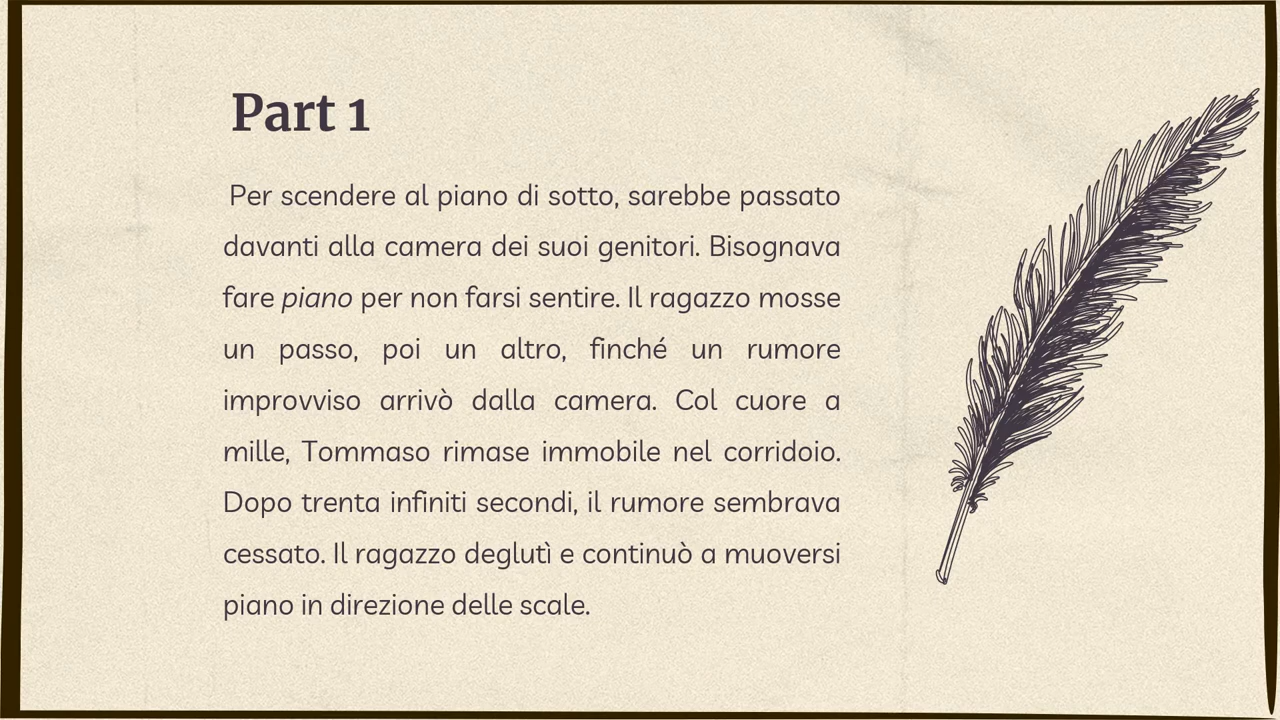 Part 1
Per scendere al piano di sotto, sarebbe passato
davanti alla camera dei suoi genitori. Bisognava
fare piano per non farsi sentire. Il ragazzo mosse
un passo, poi un altro, finché un rumore
improvviso arrivò dalla camera. Col cuore a
mille, Tommaso rimase immobile nel corridoio.
Dopo trenta infiniti secondi, il rumore sembrava
cessato. Il ragazzo deglutì e continuò a muoversi
piano in direzione delle scale.